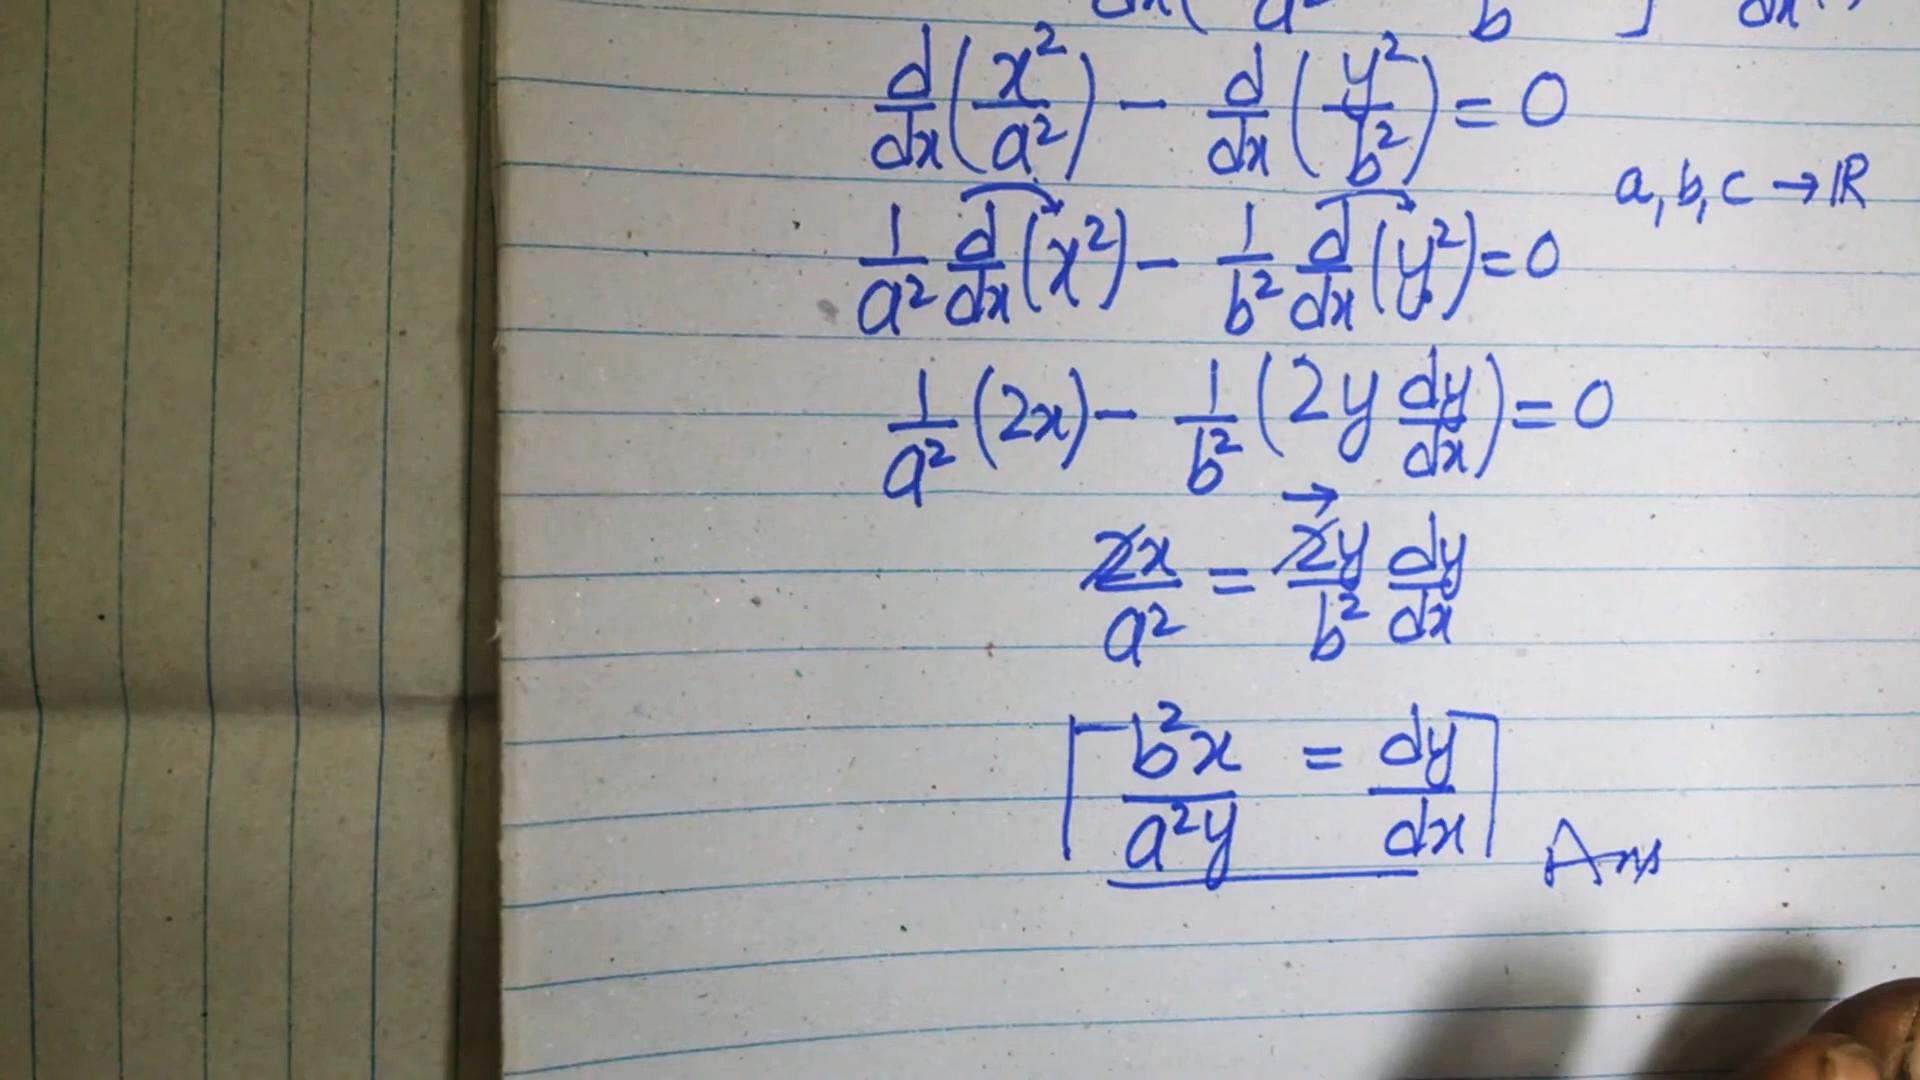 d/dx (x²/a²) - d/dx (y²/b²) = 0
a, b, c → ℝ
1/a² d/dx (x²) - 1/b² d/dx (y²) = 0
1/a² (2x) - 1/b² (2y dy/dx) = 0
2x/a² = 2y/b² dy/dx
b²x/a²y = dy/dx
Ans